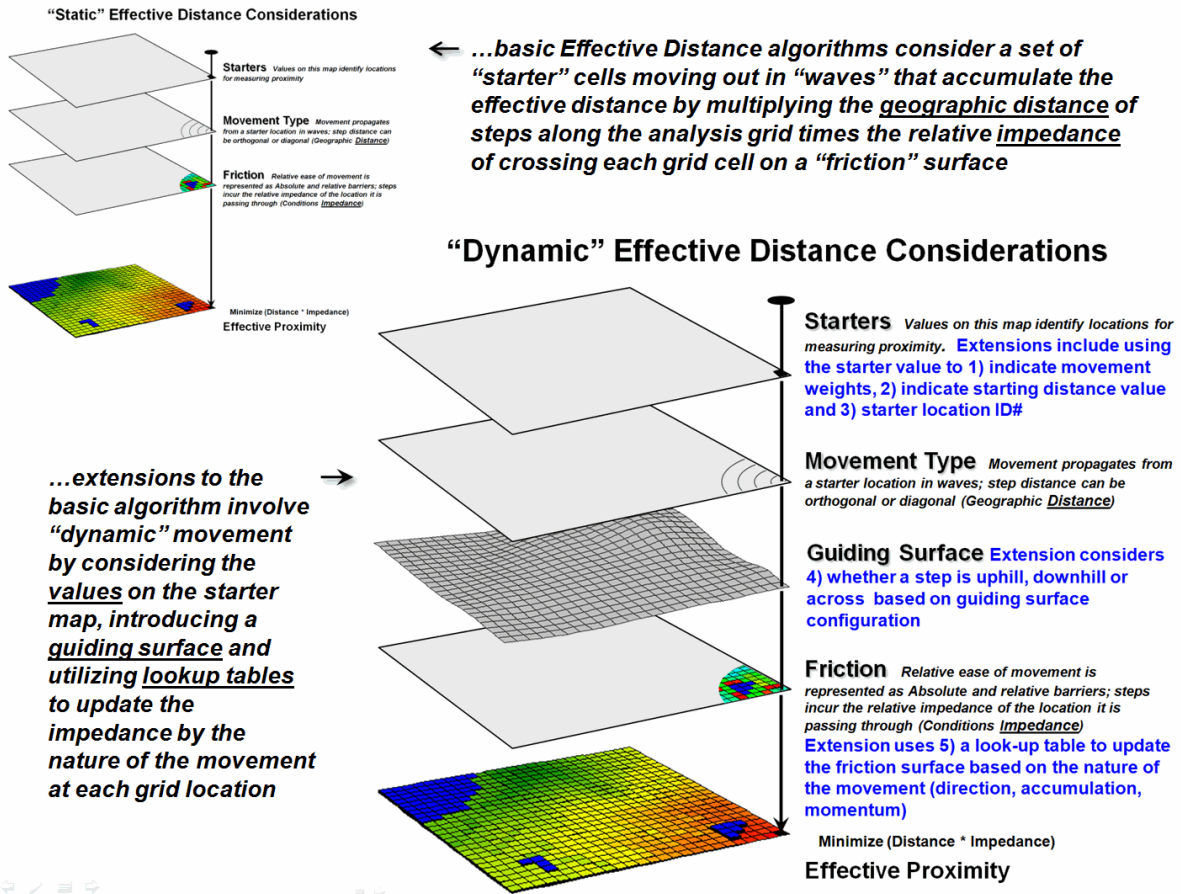 “Static” Effective Distance Considerations
Starters Values on this map identify locations
for measuring proximity
Movement Type Movement propagates
from a starter location in waves; step distance can
be orthogonal or diagonal (Geographic Distance)
Friction Relative ease of movement is
represented as Absolute and relative barriers; steps
incur the relative impedance of the location it is
passing through (Conditions Impedance)
Minimize (Distance * Impedance)
Effective Proximity
…basic Effective Distance algorithms consider a set of
“starter” cells moving out in “waves” that accumulate the
effective distance by multiplying the geographic distance of
steps along the analysis grid times the relative impedance
of crossing each grid cell on a “friction” surface
“Dynamic” Effective Distance Considerations
…extensions to the
basic algorithm involve
“dynamic” movement
by considering the
values on the starter
map, introducing a
guiding surface and
utilizing lookup tables
to update the
impedance by the
nature of the movement
at each grid location
Starters Values on this map identify locations for
measuring proximity. Extensions include using
the starter value to 1) indicate movement
weights, 2) indicate starting distance value
and 3) starter location ID#
Movement Type Movement propagates from
a starter location in waves; step distance can be
orthogonal or diagonal (Geographic Distance)
Guiding Surface Extension considers
4) whether a step is uphill, downhill or
across based on guiding surface
configuration
Friction Relative ease of movement is
represented as Absolute and relative barriers; steps
incur the relative impedance of the location it is
passing through (Conditions Impedance)
Extension uses 5) a look-up table to update
the friction surface based on the nature of
the movement (direction, accumulation,
momentum)
Minimize (Distance * Impedance)
Effective Proximity